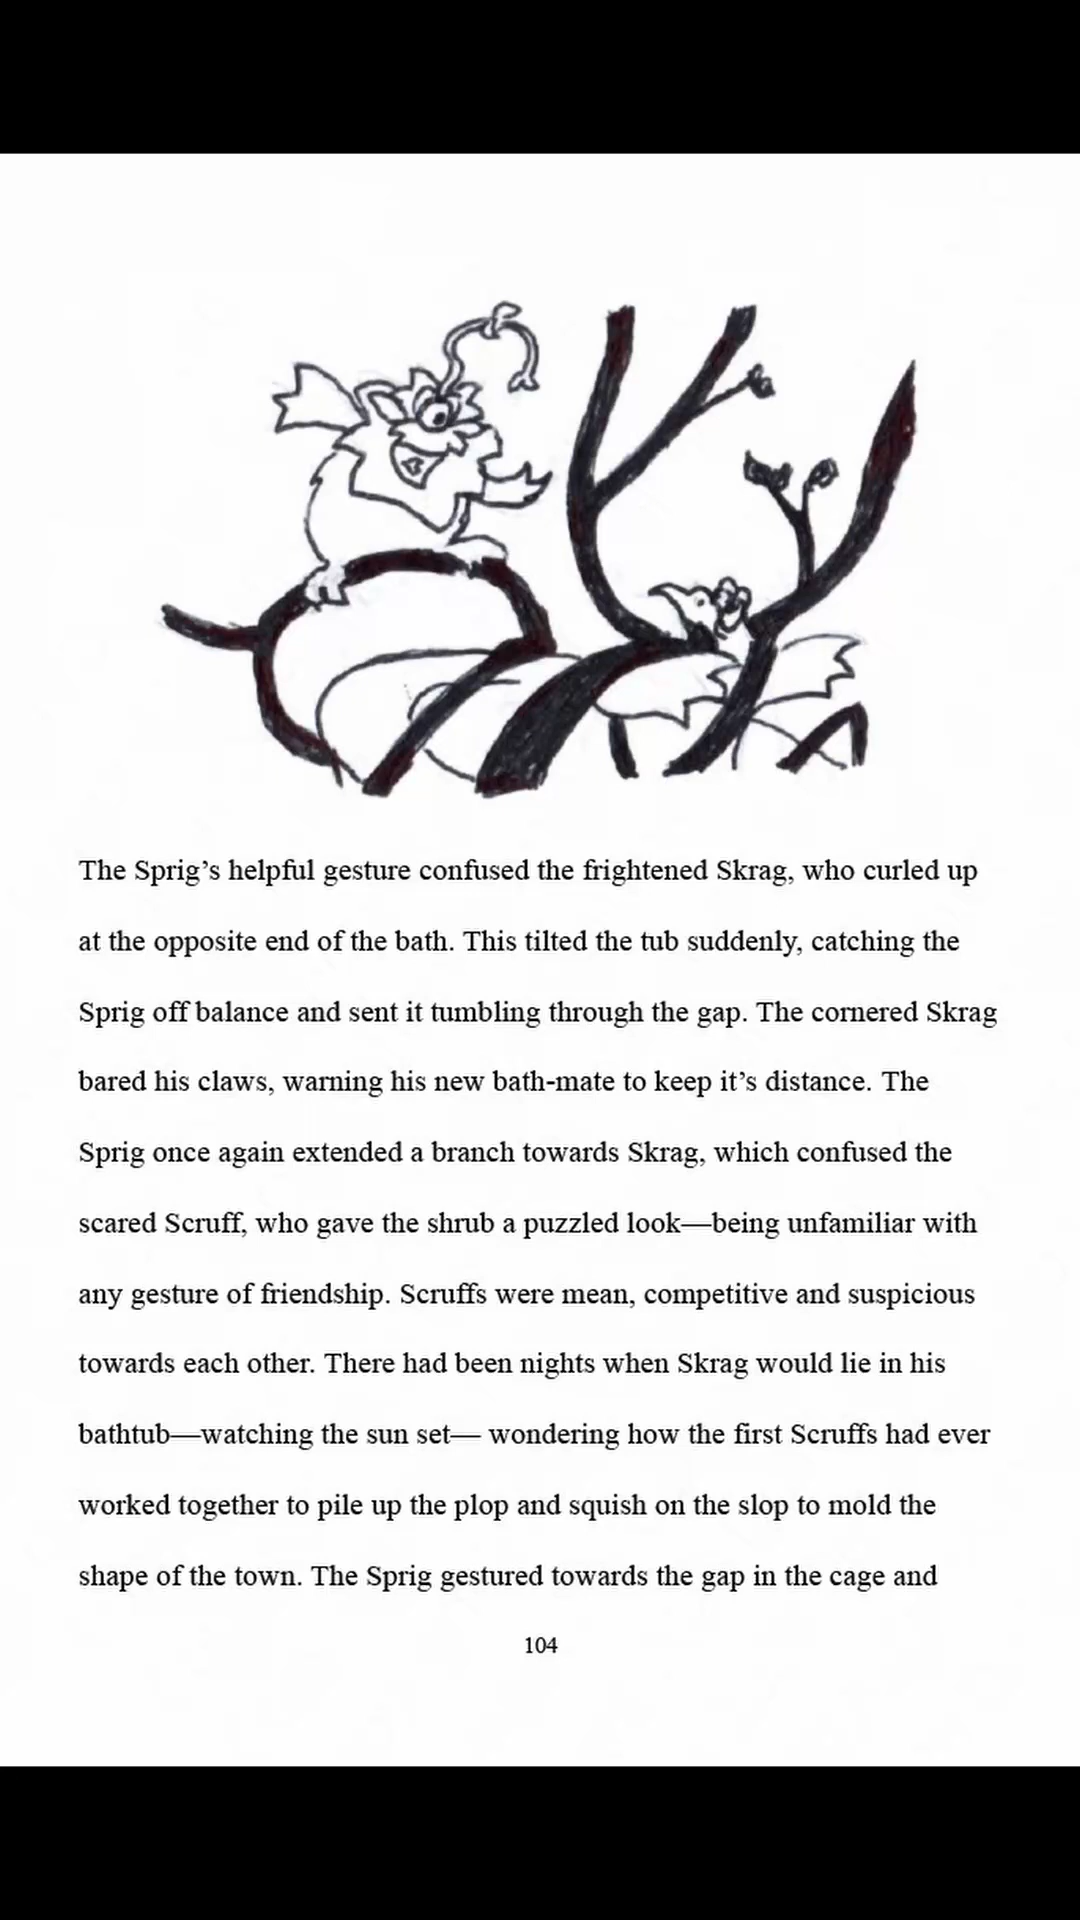 The Sprig’s helpful gesture confused the frightened Skrag, who curled up
at the opposite end of the bath. This tilted the tub suddenly, catching the
Sprig off balance and sent it tumbling through the gap. The cornered Skrag
bared his claws, warning his new bath-mate to keep it’s distance. The
Sprig once again extended a branch towards Skrag, which confused the
scared Scruff, who gave the shrub a puzzled look—being unfamiliar with
any gesture of friendship. Scruffs were mean, competitive and suspicious
towards each other. There had been nights when Skrag would lie in his
bathtub—watching the sun set— wondering how the first Scruffs had ever
worked together to pile up the plop and squish on the slop to mold the
shape of the town. The Sprig gestured towards the gap in the cage and
104